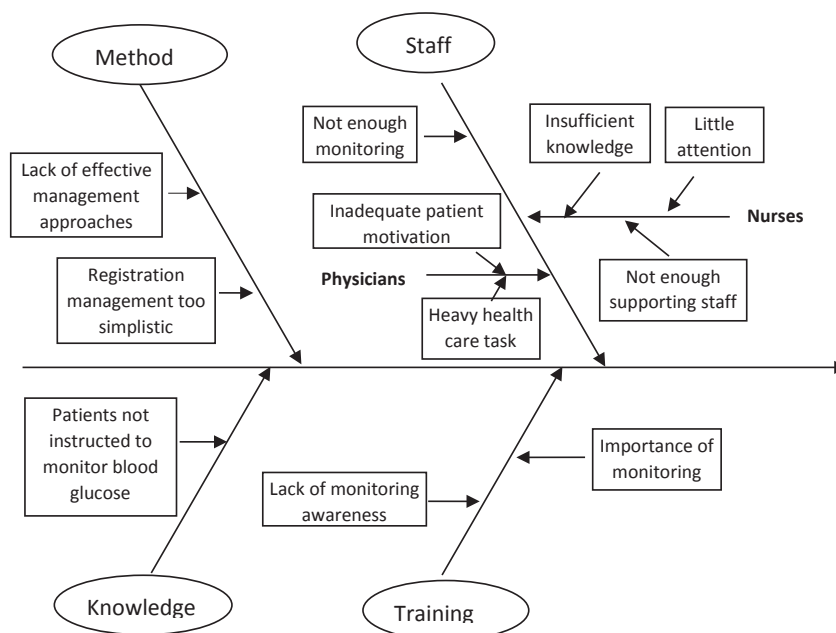 Method
Staff
Not enough
monitoring
Insufficient
knowledge
Little
attention
Lack of effective
management
approaches
Inadequate patient
motivation
Nurses
Physicians
Registration
management too
simplistic
Not enough
supporting staff
Heavy health
care task
Patients not
instructed to
monitor blood
glucose
Importance of
monitoring
Lack of monitoring
awareness
Knowledge
Training